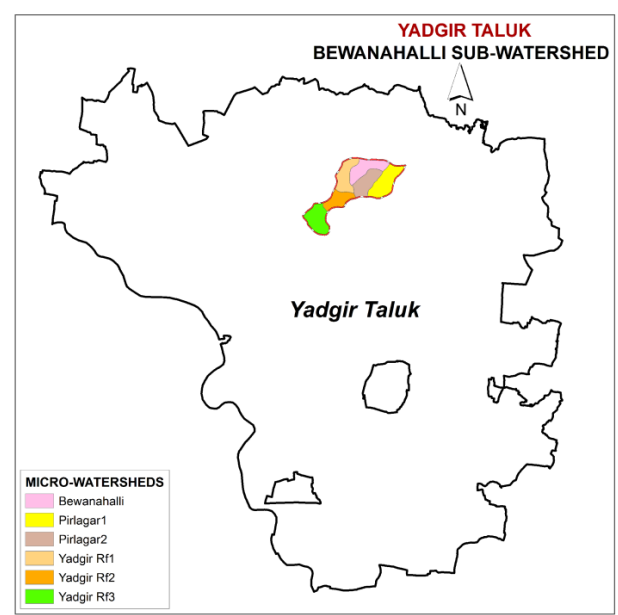 YADGIR TALUK
BEWANAHALLI SUB-WATERSHED
N
Yadgir Taluk
MICRO-WATERSHEDS
Bewanahalli
Pirlagar1
Pirlagar2
Yadgir Rf1
Yadgir Rf2
Yadgir Rf3